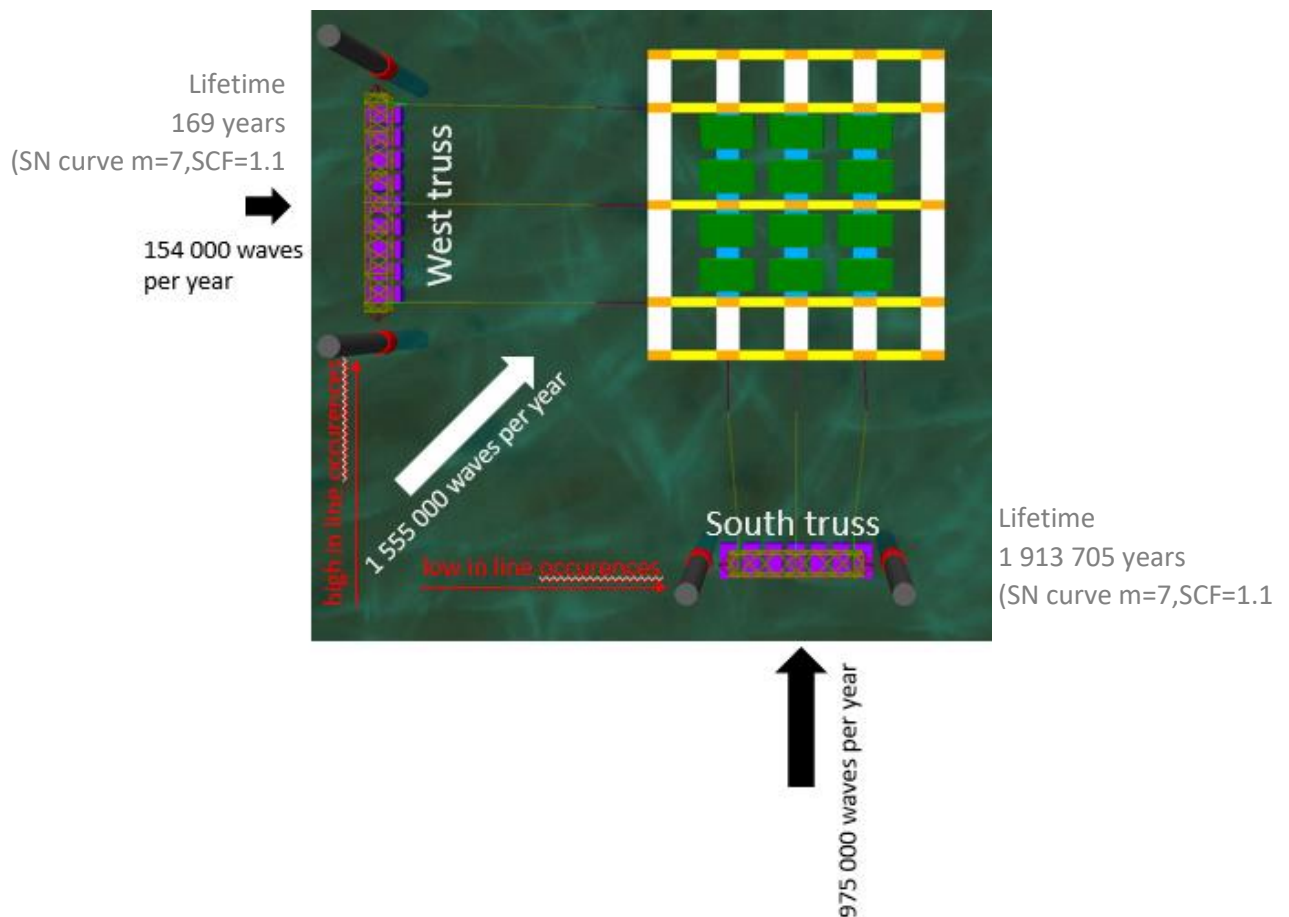 Lifetime
169 years
(SN curve m=7,SCF=1.1
154 000 waves
per year
West truss
high in line occurences
1 555 000 waves per year
low in line occurences
South truss
Lifetime
1 913 705 years
(SN curve m=7,SCF=1.1
975 000 waves per year